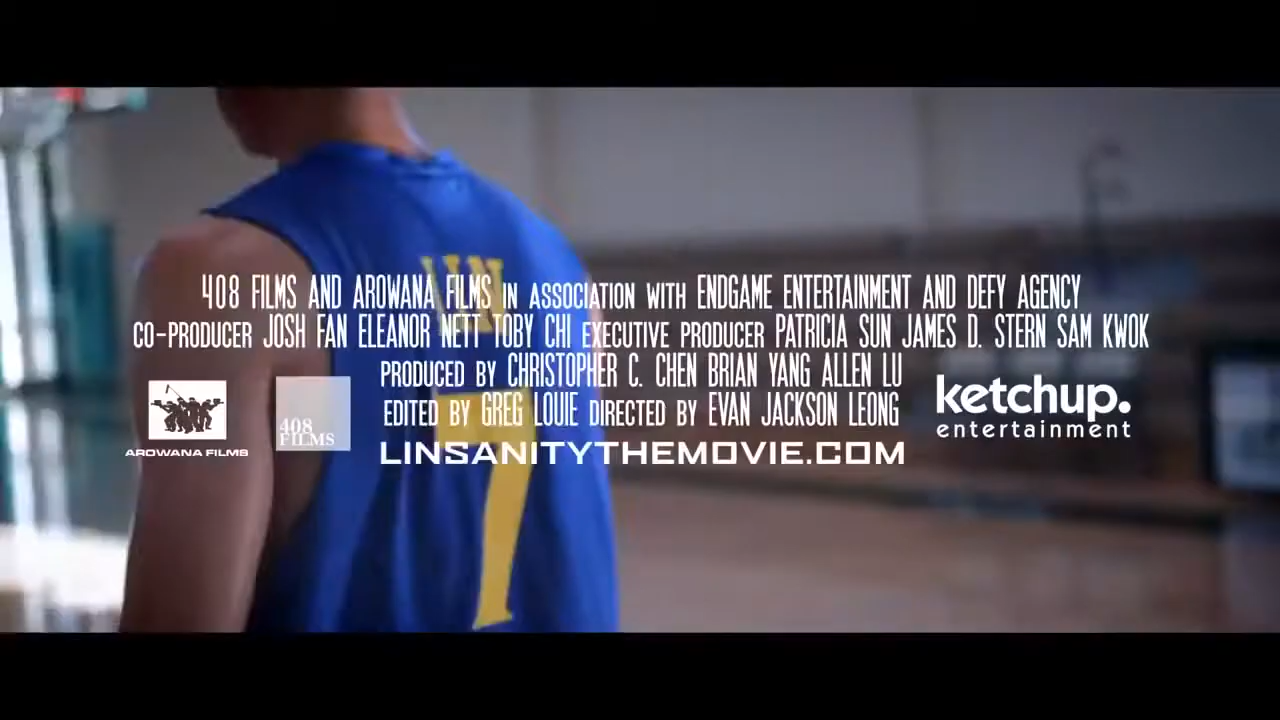 LIN
7
408 FILMS AND AROWANA FILMS IN ASSOCIATION WITH ENDGAME ENTERTAINMENT AND DEFY AGENCY
CO-PRODUCER JOSH FAN ELEANOR NETT TOBY CHI EXECUTIVE PRODUCER PATRICIA SUN JAMES D. STERN SAM KWOK
PRODUCED BY CHRISTOPHER C. CHEN BRIAN YANG ALLEN LU
EDITED BY GREG LOUIE DIRECTED BY EVAN JACKSON LEONG
LINSANITYTHEMOVIE.COM
AROWANA FILMS
408
FILMS
ketchup.
entertainment